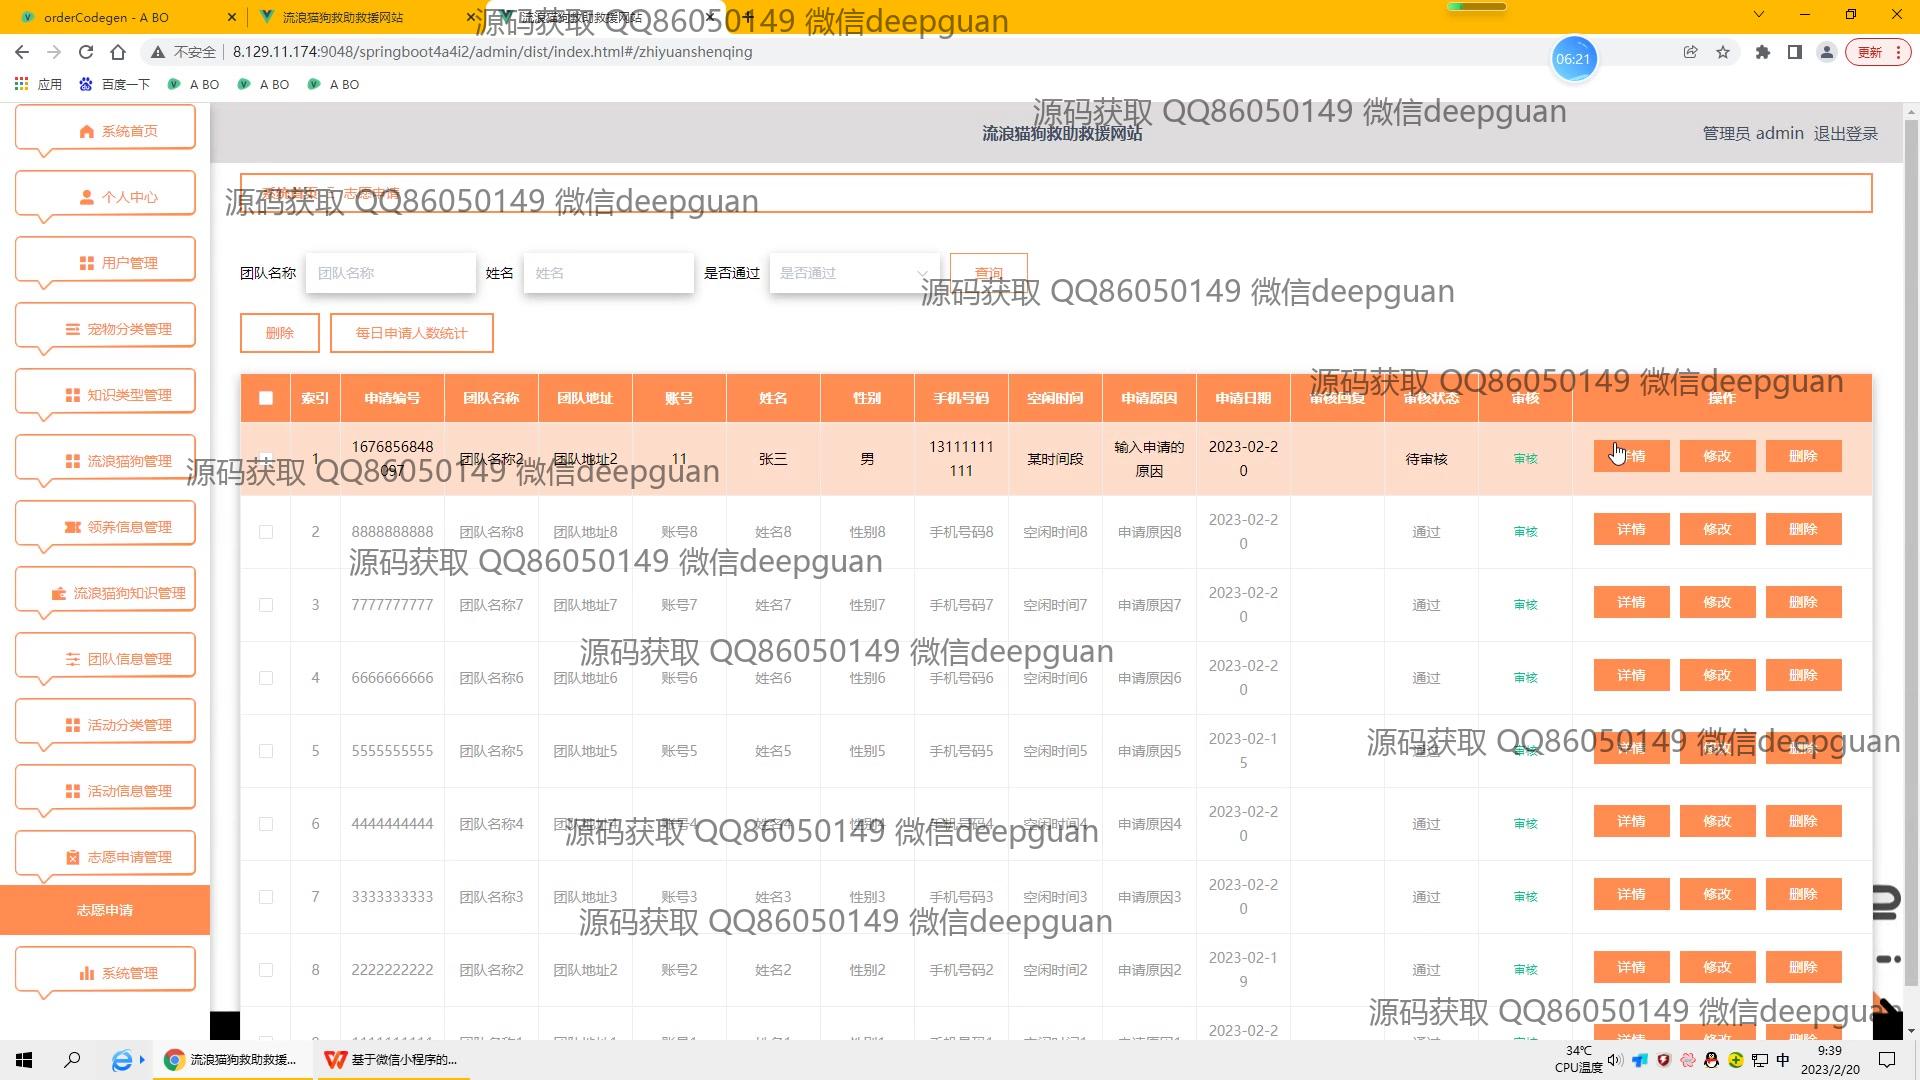 orderCodegen - A BO
流浪猫狗救助救援网站
流浪猫狗救助救援网站
源码获取 QQ86050149 微信deepguan
不安全
8.129.11.174:9048/springboot4a4i2/admin/dist/index.html#/zhiyuanshenqing
06:21
更新
应用
百度一下
A BO
A BO
A BO
源码获取 QQ86050149 微信deepguan
流浪猫狗救助救援网站
管理员 admin 退出登录
系统首页
个人中心
用户管理
宠物分类管理
知识类型管理
流浪猫狗管理
领养信息管理
流浪猫狗知识管理
团队信息管理
活动分类管理
活动信息管理
志愿申请管理
志愿申请
系统管理
系统首页 志愿申请
源码获取 QQ86050149 微信deepguan
团队名称 团队名称 姓名 姓名 是否通过 是否通过 查询
源码获取 QQ86050149 微信deepguan
删除 每日申请人数统计
源码获取 QQ86050149 微信deepguan
索引 申请编号 团队名称 团队地址 账号 姓名 性别 手机号码 空闲时间 申请原因 申请日期 审核回复 审核状态 审核 操作
1 1676856848097 团队名称2 团队地址2 11 张三 男 13111111111 某时间段 输入申请的原因 2023-02-20 待审核 审核 详情 修改 删除
源码获取 QQ86050149 微信deepguan
2 8888888888 团队名称8 团队地址8 账号8 姓名8 性别8 手机号码8 空闲时间8 申请原因8 2023-02-20 通过 审核 详情 修改 删除
源码获取 QQ86050149 微信deepguan
3 7777777777 团队名称7 团队地址7 账号7 姓名7 性别7 手机号码7 空闲时间7 申请原因7 2023-02-20 通过 审核 详情 修改 删除
源码获取 QQ86050149 微信deepguan
4 6666666666 团队名称6 团队地址6 账号6 姓名6 性别6 手机号码6 空闲时间6 申请原因6 2023-02-20 通过 审核 详情 修改 删除
源码获取 QQ86050149 微信deepguan
5 5555555555 团队名称5 团队地址5 账号5 姓名5 性别5 手机号码5 空闲时间5 申请原因5 2023-02-15 通过 审核 详情 修改 删除
6 4444444444 团队名称4 团队地址4 账号4 姓名4 性别4 手机号码4 空闲时间4 申请原因4 2023-02-20 通过 审核 详情 修改 删除
源码获取 QQ86050149 微信deepguan
7 3333333333 团队名称3 团队地址3 账号3 姓名3 性别3 手机号码3 空闲时间3 申请原因3 2023-02-20 通过 审核 详情 修改 删除
源码获取 QQ86050149 微信deepguan
8 2222222222 团队名称2 团队地址2 账号2 姓名2 性别2 手机号码2 空闲时间2 申请原因2 2023-02-19 通过 审核 详情 修改 删除
源码获取 QQ86050149 微信deepguan
2023-02-2
流浪猫狗救助救援...
基于微信小程序的...
34℃
CPU温度
中
9:39
2023/2/20